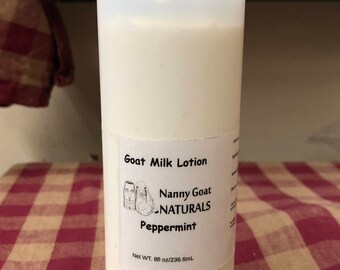 Goat Milk Lotion
Nanny Goat
NATURALS
Peppermint
Net WT. 8fl oz/236.6mL